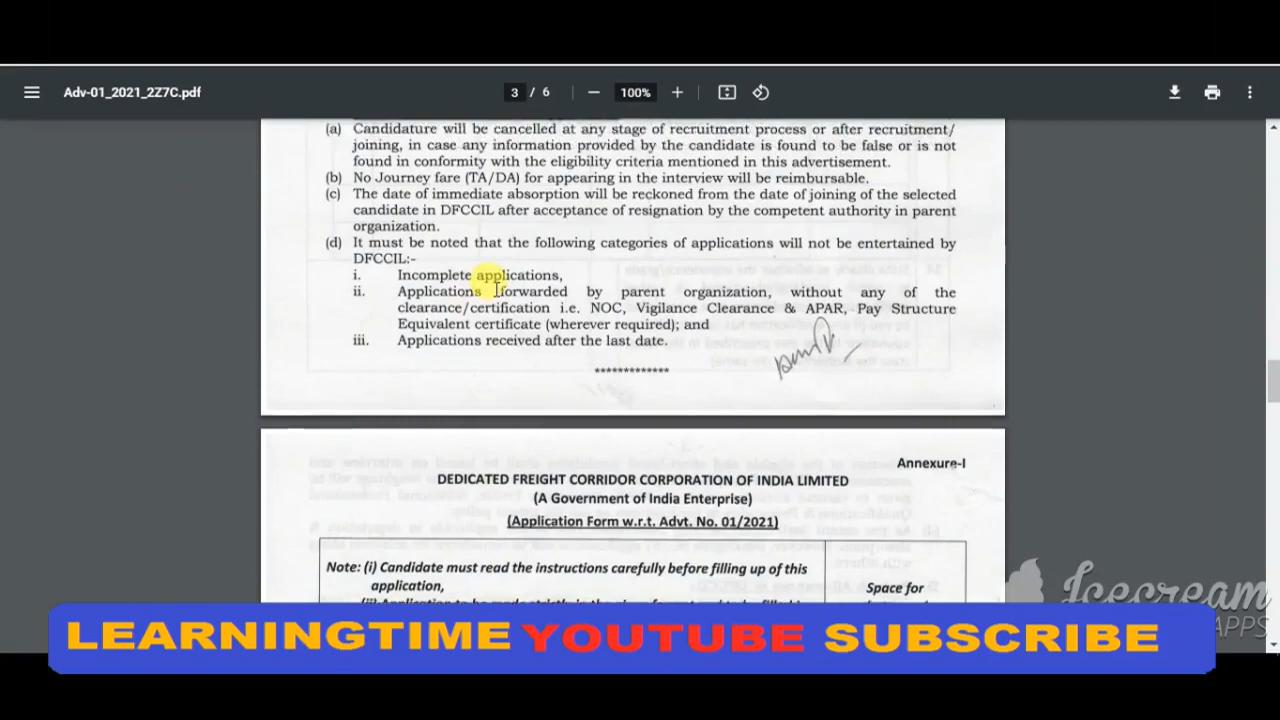 Adv-01_2021_2Z7C.pdf
3 / 6
100%
(a) Candidature will be cancelled at any stage of recruitment process or after recruitment/
joining, in case any information provided by the candidate is found to be false or is not
found in conformity with the eligibility criteria mentioned in this advertisement.
(b) No Journey fare (TA/DA) for appearing in the interview will be reimbursable.
(c) The date of immediate absorption will be reckoned from the date of joining of the selected
candidate in DFCCIL after acceptance of resignation by the competent authority in parent
organization.
(d) It must be noted that the following categories of applications will not be entertained by
DFCCIL:-
i. Incomplete applications,
ii. Applications forwarded by parent organization, without any of the
clearance/certification i.e. NOC, Vigilance Clearance & APAR, Pay Structure
Equivalent certificate (wherever required); and
iii. Applications received after the last date.
*************
Annexure-I
DEDICATED FREIGHT CORRIDOR CORPORATION OF INDIA LIMITED
(A Government of India Enterprise)
(Application Form w.r.t. Advt. No. 01/2021)
Note: (i) Candidate must read the instructions carefully before filling up of this
application,
Space for
Icecream
APPS
LEARNINGTIME YOUTUBE SUBSCRIBE